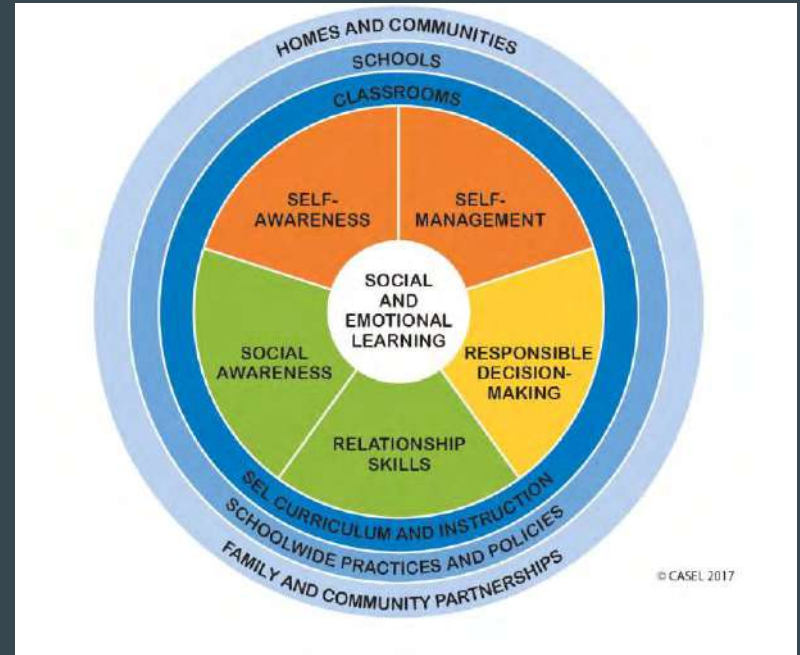 HOMES AND COMMUNITIES
SCHOOLS
CLASSROOMS
SELF-
AWARENESS
SELF-
MANAGEMENT
SOCIAL
AND
EMOTIONAL
LEARNING
SOCIAL
AWARENESS
RESPONSIBLE
DECISION-
MAKING
RELATIONSHIP
SKILLS
SEL CURRICULUM AND INSTRUCTION
SCHOOLWIDE PRACTICES AND POLICIES
FAMILY AND COMMUNITY PARTNERSHIPS
© CASEL 2017